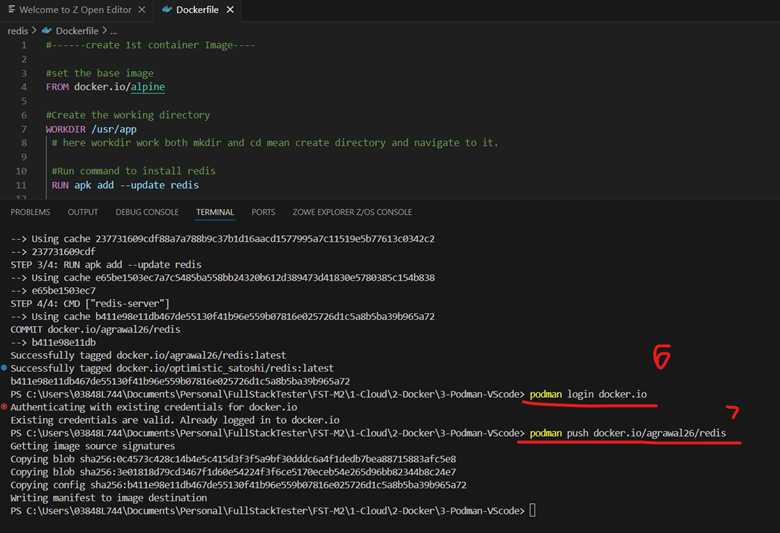 Welcome to Z Open Editor Dockerfile
redis > Dockerfile > ...
1 #------create 1st container Image----
2
3 #set the base image
4 FROM docker.io/alpine
5
6 #Create the working directory
7 WORKDIR /usr/app
8 # here workdir work both mkdir and cd mean create directory and navigate to it.
9
10 #Run command to install redis
11 RUN apk add --update redis
12
PROBLEMS OUTPUT DEBUG CONSOLE TERMINAL PORTS ZOWE EXPLORER Z/OS CONSOLE
--> Using cache 237731609cdf88a7a788b9c37b1d16aacd1577995a7c11519e5b77613c0342c2
--> 237731609cdf
STEP 3/4: RUN apk add --update redis
--> Using cache e65be1503ec7a7c5485ba558bb24320b612d389473d41830e5780385c154b838
--> e65be1503ec7
STEP 4/4: CMD ["redis-server"]
--> Using cache b411e98e11db467de55130f41b96e559b07816e025726d1c5a8b5ba39b965a72
COMMIT docker.io/agrawal26/redis
--> b411e98e11db
Successfully tagged docker.io/agrawal26/redis:latest
Successfully tagged docker.io/optimistic_satoshi/redis:latest
b411e98e11db467de55130f41b96e559b07816e025726d1c5a8b5ba39b965a72
6
PS C:\Users\03848L744\Documents\Personal\FullStackTester\FST-M2\1-Cloud\2-Docker\3-Podman-VScode> podman login docker.io
Authenticating with existing credentials for docker.io
Existing credentials are valid. Already logged in to docker.io
7
PS C:\Users\03848L744\Documents\Personal\FullStackTester\FST-M2\1-Cloud\2-Docker\3-Podman-VScode> podman push docker.io/agrawal26/redis
Getting image source signatures
Copying blob sha256:0c4573c428c14b4e5c415d3f3f5a9bf30dddc6a4f1dedb7bea88715883afc5e8
Copying blob sha256:3e01818d79cd3467f1d60e54224f3f6ce5170eceb54e265d96bb82344b8c24e7
Copying config sha256:b411e98e11db467de55130f41b96e559b07816e025726d1c5a8b5ba39b965a72
Writing manifest to image destination
PS C:\Users\03848L744\Documents\Personal\FullStackTester\FST-M2\1-Cloud\2-Docker\3-Podman-VScode>